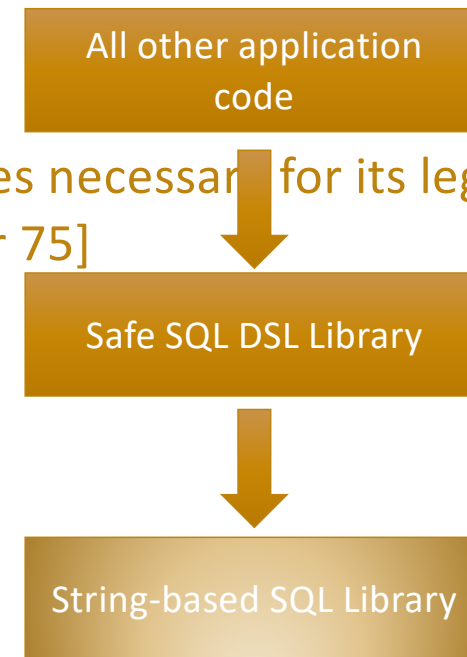 All other application
code
es necessar for its leg
r 75]
Safe SQL DSL Library
String-based SQL Library